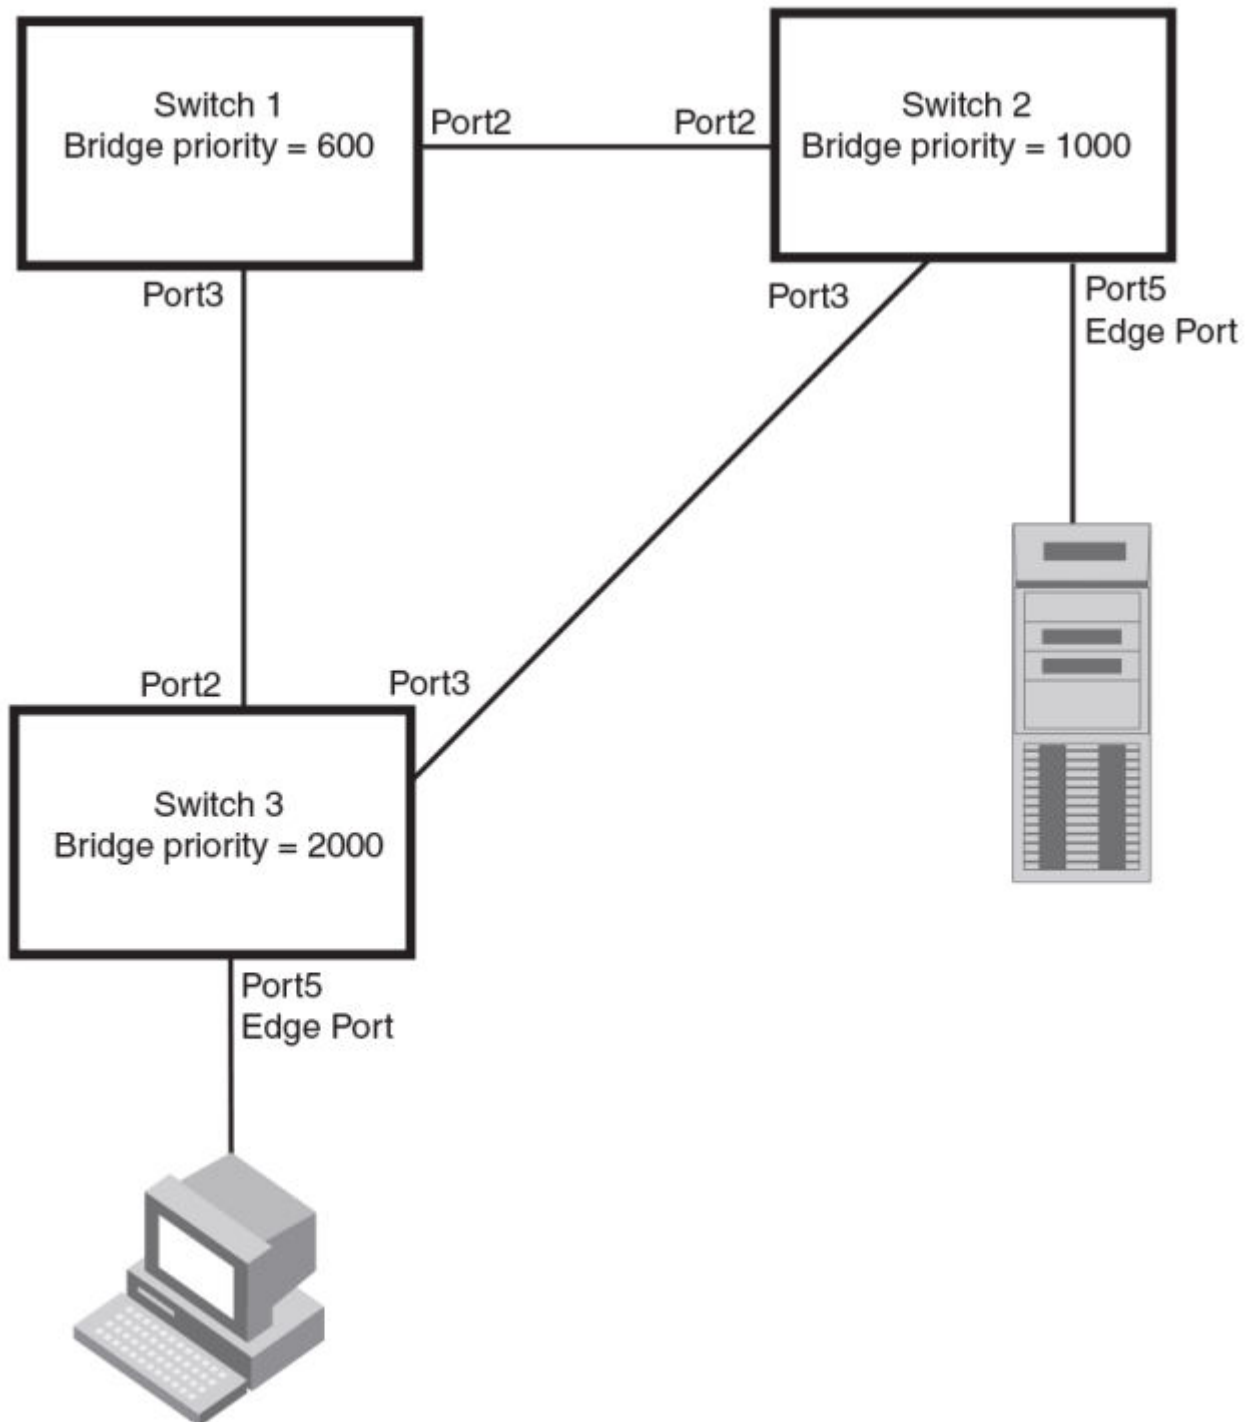 Switch 1
Bridge priority = 600
Port2
Port2
Switch 2
Bridge priority = 1000
Port3
Port3
Port5
Edge Port
Port2
Port3
Switch 3
Bridge priority = 2000
Port5
Edge Port